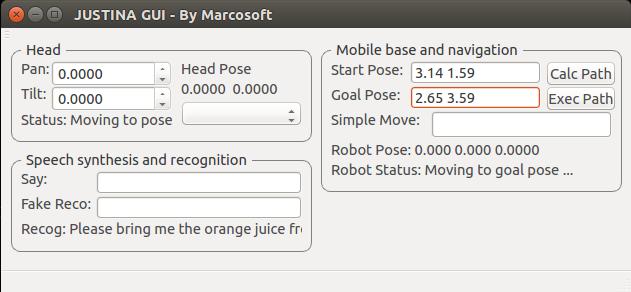 JUSTINA GUI - By Marcosoft
Head
Pan: 0.0000
Tilt: 0.0000
Head Pose
0.0000 0.0000
Status: Moving to pose
Speech synthesis and recognition
Say:
Fake Reco:
Recog: Please bring me the orange juice
Mobile base and navigation
Start Pose: 3.14 1.59 Calc Path
Goal Pose: 2.65 3.59 Exec Path
Simple Move:
Robot Pose: 0.000 0.000 0.0000
Robot Status: Moving to goal pose ...